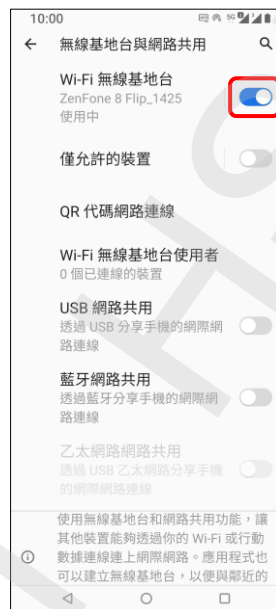 10:00
5G
無線基地台與網路共用
Wi-Fi 無線基地台
ZenFone 8 Flip_1425
使用中
僅允許的裝置
QR 代碼網路連線
Wi-Fi 無線基地台使用者
0 個已連線的裝置
USB 網路共用
透過 USB 分享手機的網際網
路連線
藍牙網路共用
透過藍牙分享手機的網際網
路連線
乙太網路網路共用
透過 USB 乙太網路分享手機
的網際網路連線
使用無線基地台和網路共用功能，讓
其他裝置能夠透過你的 Wi-Fi 或行動
數據連線連上網際網路。應用程式也
可以建立無線基地台，以便與鄰近的